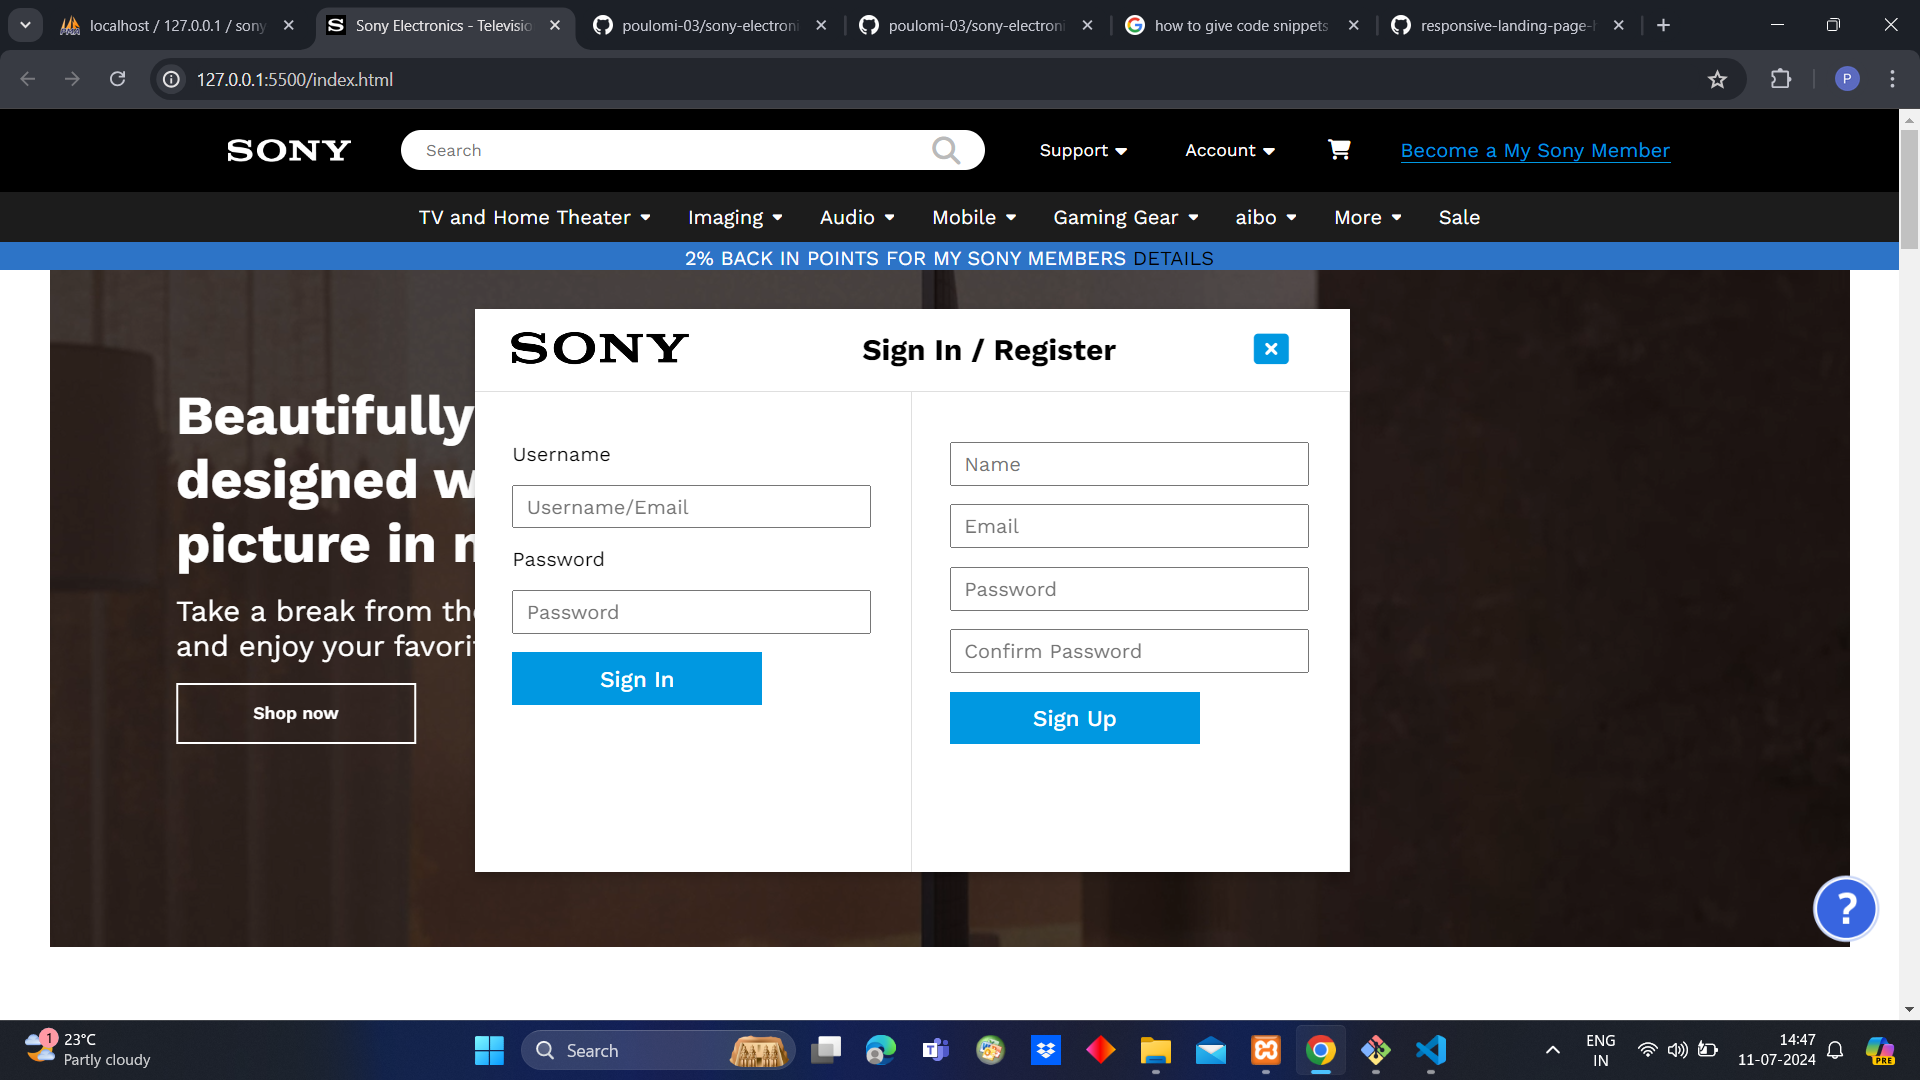 localhost / 127.0.0.1 / sony
Sony Electronics - Televisio
poulomi-03/sony-electroni
poulomi-03/sony-electroni
how to give code snippets
responsive-landing-page-h
127.0.0.1:5500/index.html
P
SONY
Search
Support
Account
Become a My Sony Member
TV and Home Theater
Imaging
Audio
Mobile
Gaming Gear
aibo
More
Sale
2% BACK IN POINTS FOR MY SONY MEMBERS DETAILS
SONY
Sign In / Register
Beautifully
designed w
picture in
Take a break from the
and enjoy your favori
Shop now
Username
Username/Email
Password
Password
Sign In
Name
Email
Password
Confirm Password
Sign Up
?
1
23°C
Partly cloudy
Search
ENG
IN
14:47
11-07-2024
PRE